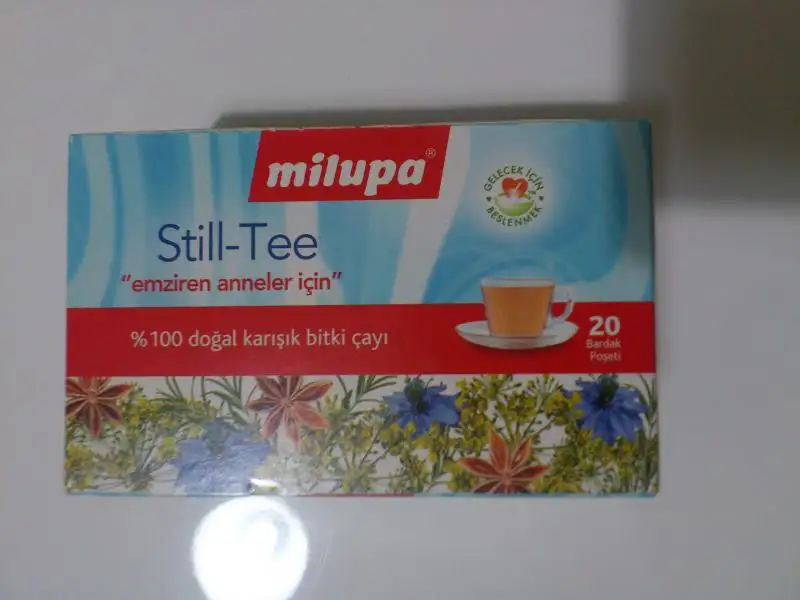 milupa®
GELECEK İÇİN
BESLENMEK
Still-Tee
"emziren anneler için"
%100 doğal karışık bitki çayı
20
Bardak
Poşeti